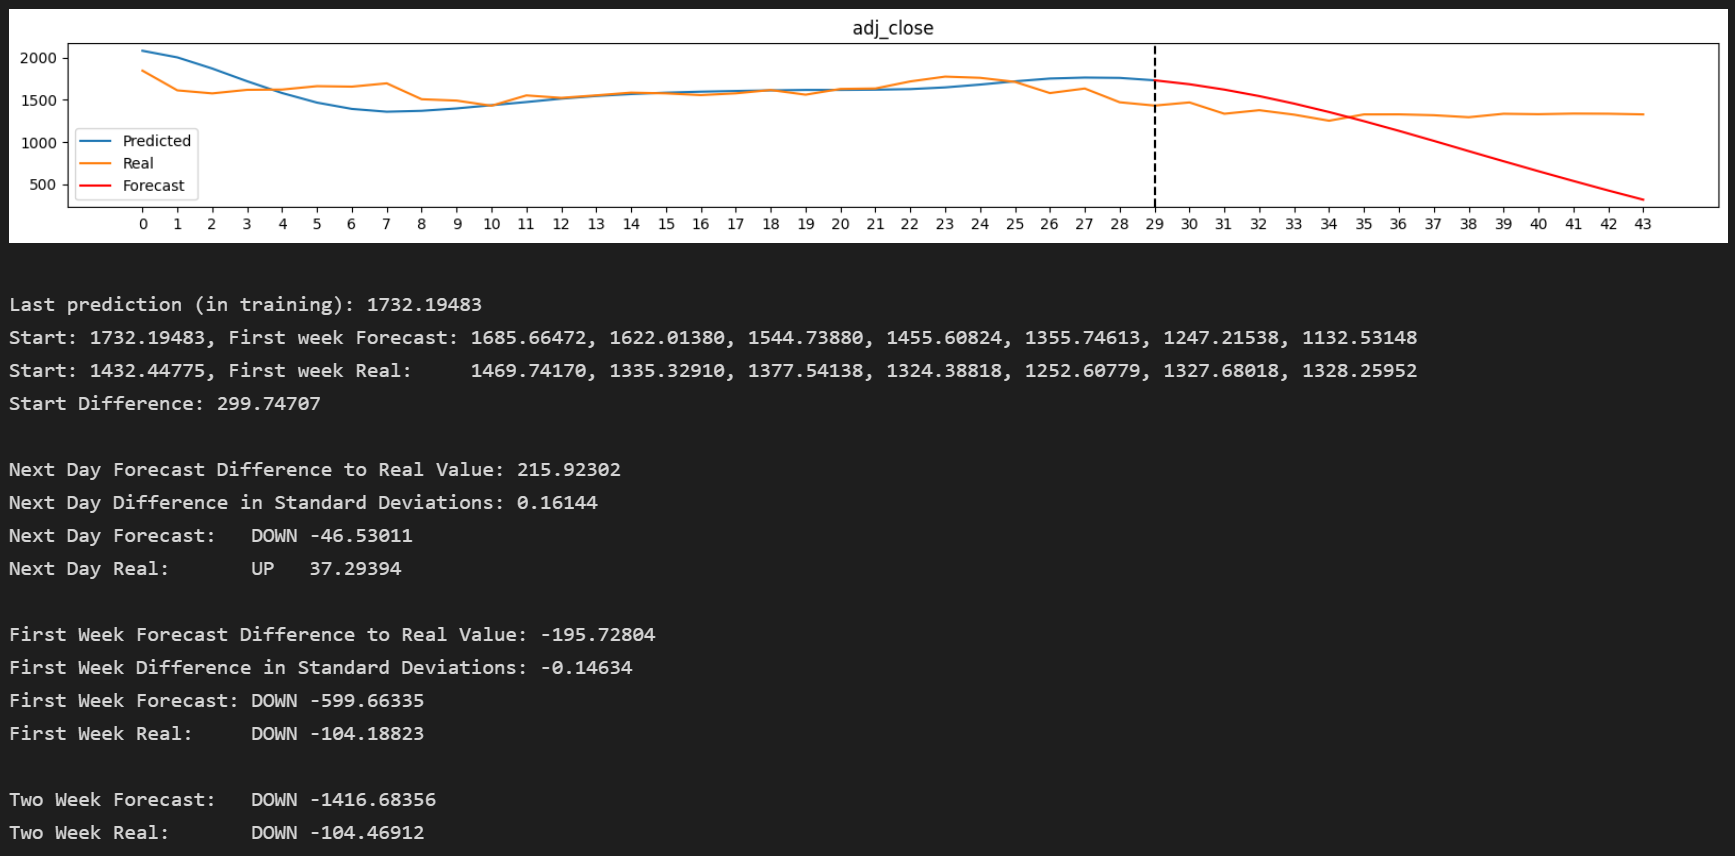 adj_close
2000
1500
1000
500
Predicted
Real
Forecast
0 1 2 3 4 5 6 7 8 9 10 11 12 13 14 15 16 17 18 19 20 21 22 23 24 25 26 27 28 29 30 31 32 33 34 35 36 37 38 39 40 41 42 43
Last prediction (in training): 1732.19483
Start: 1732.19483, First week Forecast: 1685.66472, 1622.01380, 1544.73880, 1455.60824, 1355.74613, 1247.21538, 1132.53148
Start: 1432.44775, First week Real: 1469.74170, 1335.32910, 1377.54138, 1324.38818, 1252.60779, 1327.68018, 1328.25952
Start Difference: 299.74707
Next Day Forecast Difference to Real Value: 215.92302
Next Day Difference in Standard Deviations: 0.16144
Next Day Forecast: DOWN -46.53011
Next Day Real: UP 37.29394
First Week Forecast Difference to Real Value: -195.72804
First Week Difference in Standard Deviations: -0.14634
First Week Forecast: DOWN -599.66335
First Week Real: DOWN -104.18823
Two Week Forecast: DOWN -1416.68356
Two Week Real: DOWN -104.46912